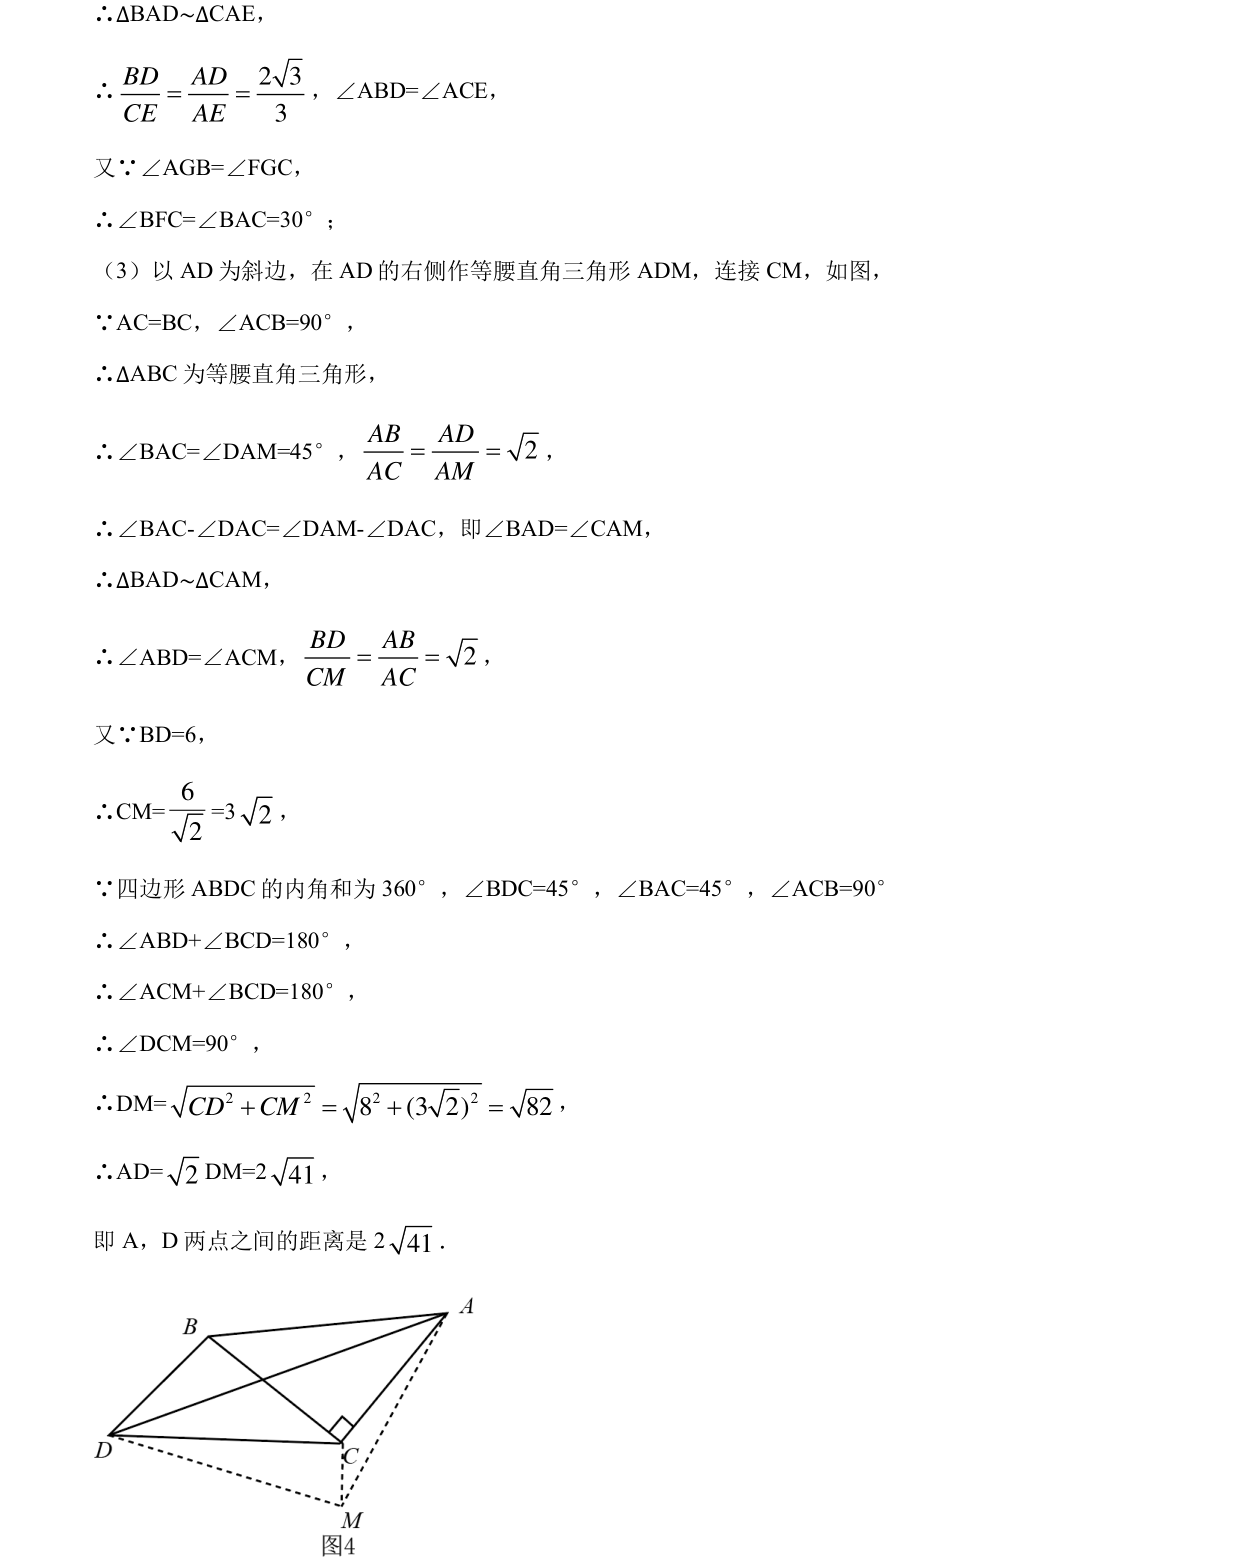 ∴ΔBAD~ΔCAE，
∴BD/CE=AD/AE=2√3/3，∠ABD=∠ACE，
又∵∠AGB=∠FGC，
∴∠BFC=∠BAC=30°；
（3）以 AD 为斜边，在 AD 的右侧作等腰直角三角形 ADM，连接 CM，如图，
∵AC=BC，∠ACB=90°，
∴ΔABC 为等腰直角三角形，
∴∠BAC=∠DAM=45°，AB/AC=AD/AM=√2，
∴∠BAC-∠DAC=∠DAM-∠DAC，即∠BAD=∠CAM，
∴ΔBAD~ΔCAM，
∴∠ABD=∠ACM，BD/CM=AB/AC=√2，
又∵BD=6，
∴CM=6/√2=3√2，
∵四边形 ABDC 的内角和为 360°，∠BDC=45°，∠BAC=45°，∠ACB=90°
∴∠ABD+∠BCD=180°，
∴∠ACM+∠BCD=180°，
∴∠DCM=90°，
∴DM=√(CD²+CM²)=√(8²+(3√2)²)=√82，
∴AD=√2 DM=2√41，
即 A，D 两点之间的距离是 2√41．
A
B
D
C
M
图4